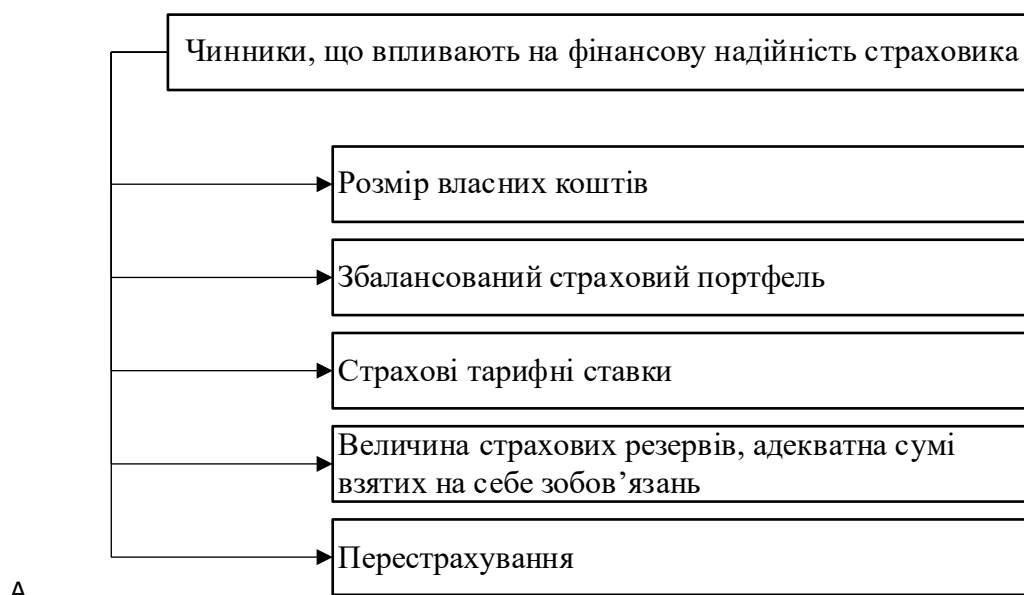 Чинники, що впливають на фінансову надійність страховика
Розмір власних коштів
Збалансований страховий портфель
Страхові тарифні ставки
Величина страхових резервів, адекватна сумі
взятих на себе зобов’язань
Перестрахування